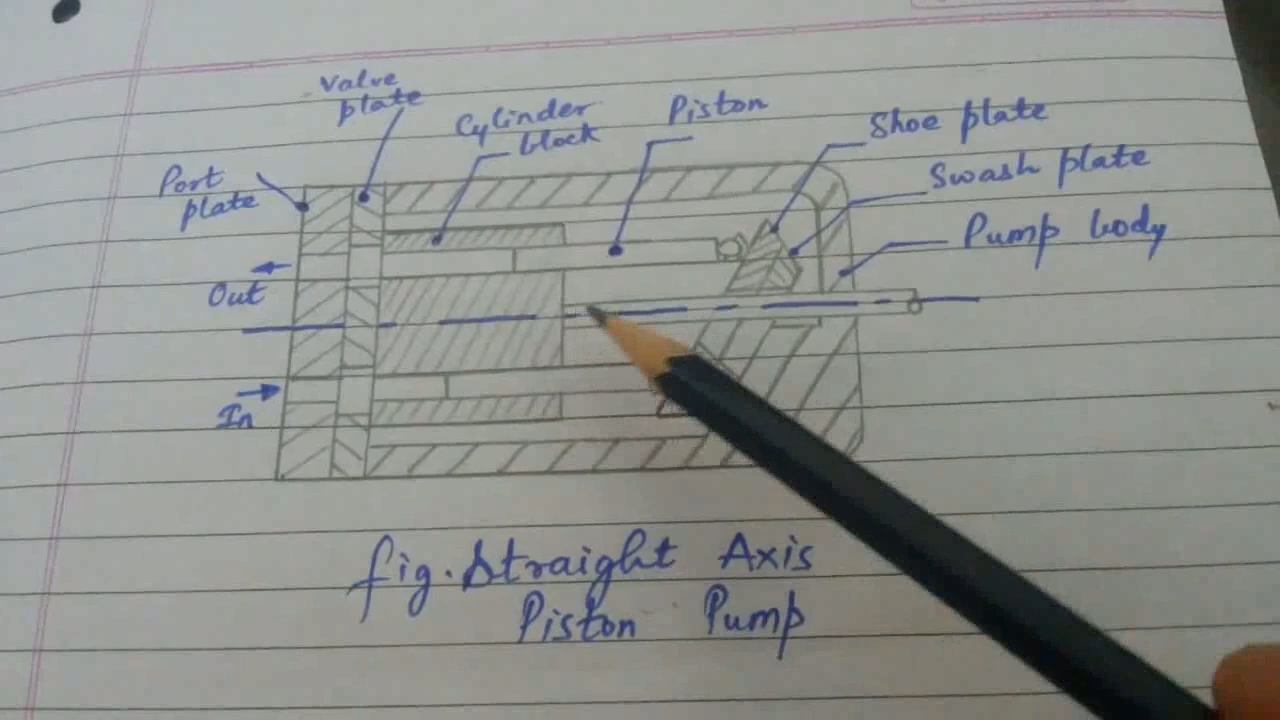 Valve
plate
Cylinder
block
Piston
Shoe plate
Swash plate
Pump body
Port
plate
Out
In
fig. Straight Axis
Piston Pump